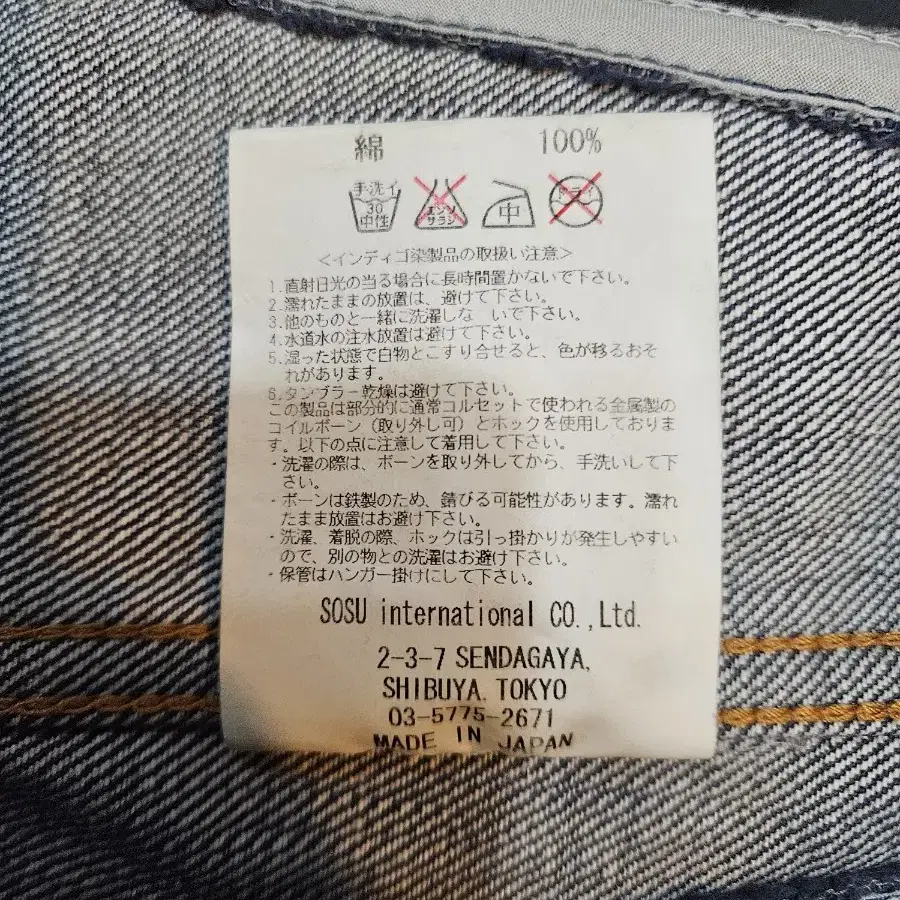 綿 100%
手洗イ 30 中性 エンソ サラシ 中 ドライ
＜インディゴ染製品の取扱い注意＞
1.直射日光の当る場合に長時間置かないで下さい。
2.濡れたままの放置は、避けて下さい。
3.他のものと一緒に洗濯しな いで下さい。
4.水道水の注水放置は避けて下さい。
5.湿った状態で白物とこすり合せると、色が移るおそ
れがあります。
6.タンブラー乾燥は避けて下さい。
この製品は部分的に通常コルセットで使われる金属製の
コイルボーン（取り外し可）とホックを使用しておりま
す。以下の点に注意して着用して下さい。
・洗濯の際は、ボーンを取り外してから、手洗いして下
さい。
・ボーンは鉄製のため、錆びる可能性があります。濡れ
たまま放置はお避け下さい。
・洗濯、着脱の際、ホックは引っ掛かりが発生しやすい
ので、別の物との洗濯はお避け下さい。
・保管はハンガー掛けにして下さい。
SOSU international CO.,Ltd.
2-3-7 SENDAGAYA,
SHIBUYA.TOKYO
03-5775-2671
MADE IN JAPAN